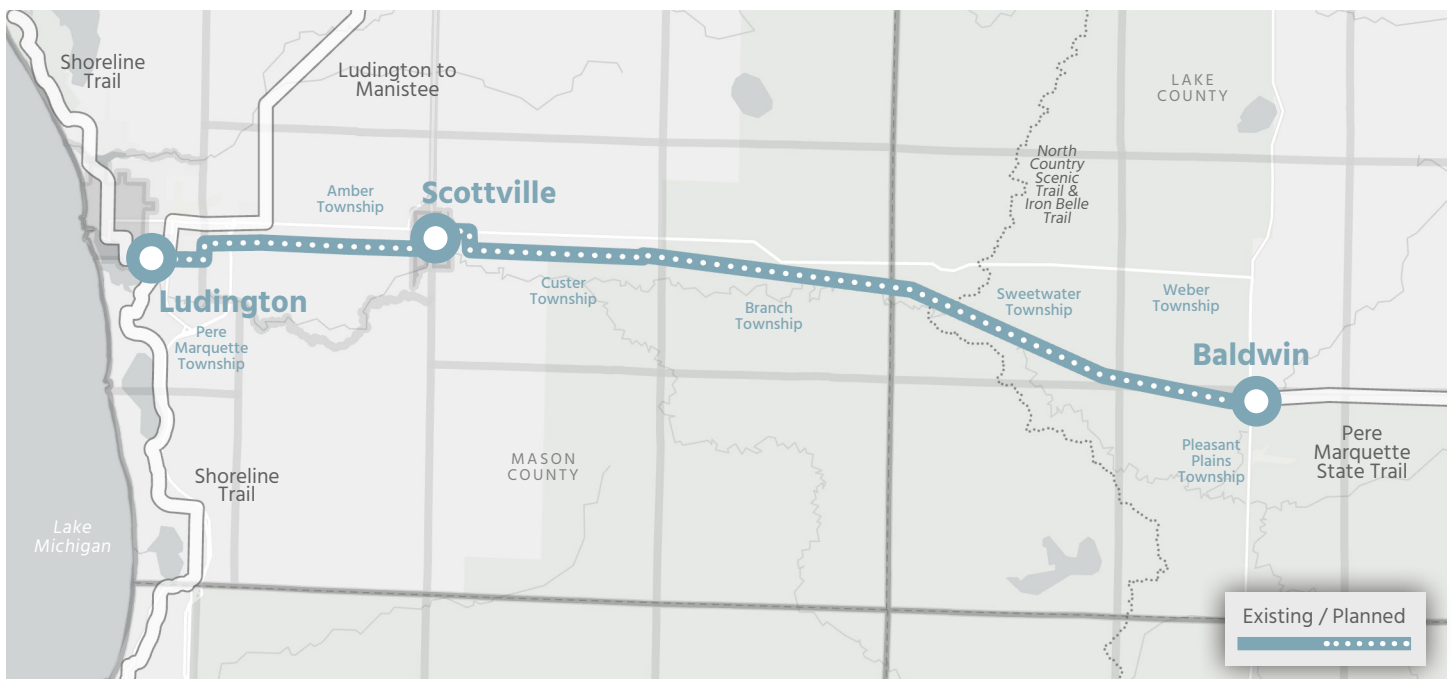 Shoreline
Trail
Ludington to
Manistee
LAKE
COUNTY
North
Country
Scenic
Trail &
Iron Belle
Trail
Amber
Township
Scottville
Ludington
Pere
Marquette
Township
Custer
Township
Branch
Township
Sweetwater
Township
Weber
Township
Baldwin
Pleasant
Plains
Township
Pere
Marquette
State Trail
MASON
COUNTY
Shoreline
Trail
Lake
Michigan
Existing / Planned